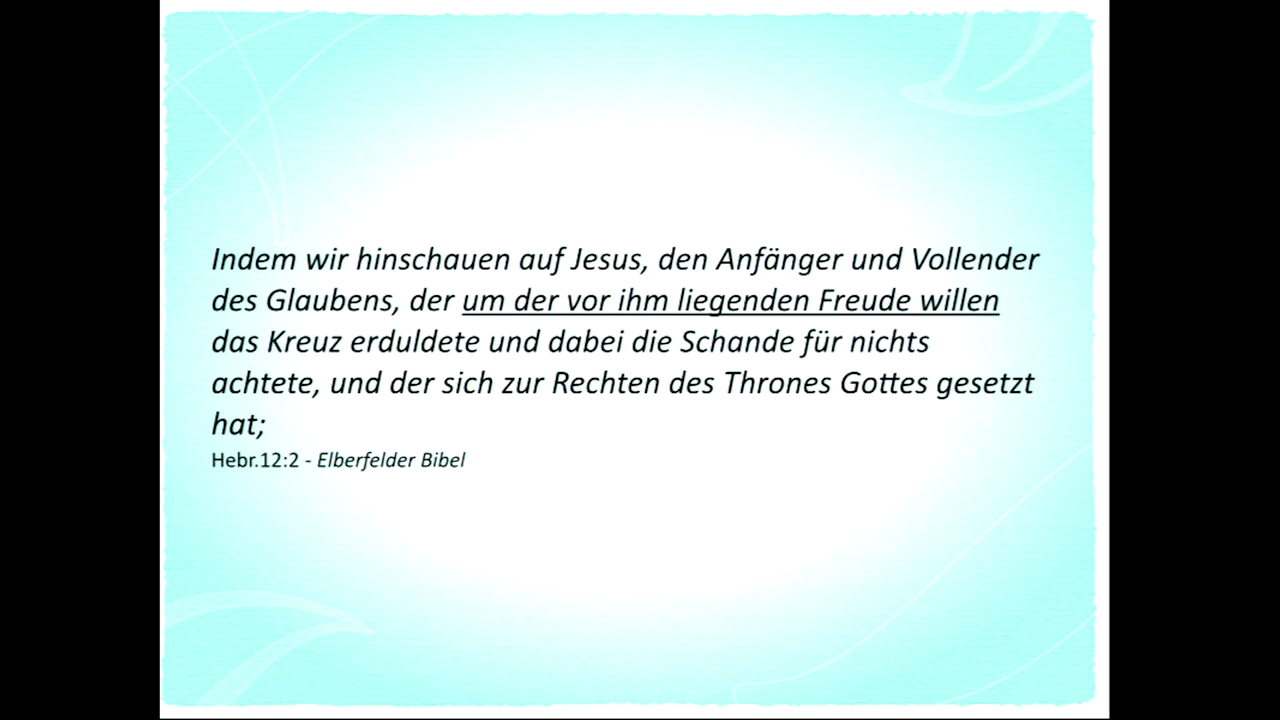 Indem wir hinschauen auf Jesus, den Anfänger und Vollender
des Glaubens, der um der vor ihm liegenden Freude willen
das Kreuz erduldete und dabei die Schande für nichts
achtete, und der sich zur Rechten des Thrones Gottes gesetzt
hat;
Hebr.12:2 - Elberfelder Bibel